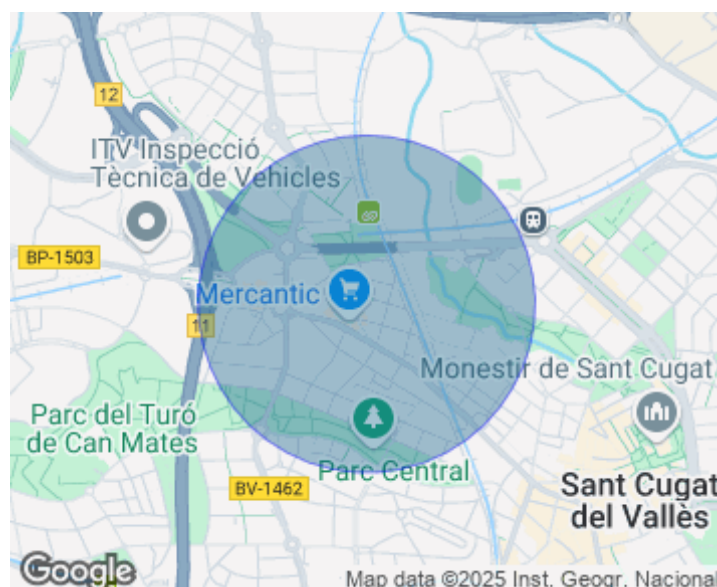 12
ITV Inspecció
Tècnica de Vehicles
BP-1503
Mercantic
11
Monestir de Sant Cugat
Parc del Turó
de Can Mates
Parc Central
BV-1462
Sant Cugat
del Vallès
Google
Map data ©2025 Inst. Geogr. Nacional